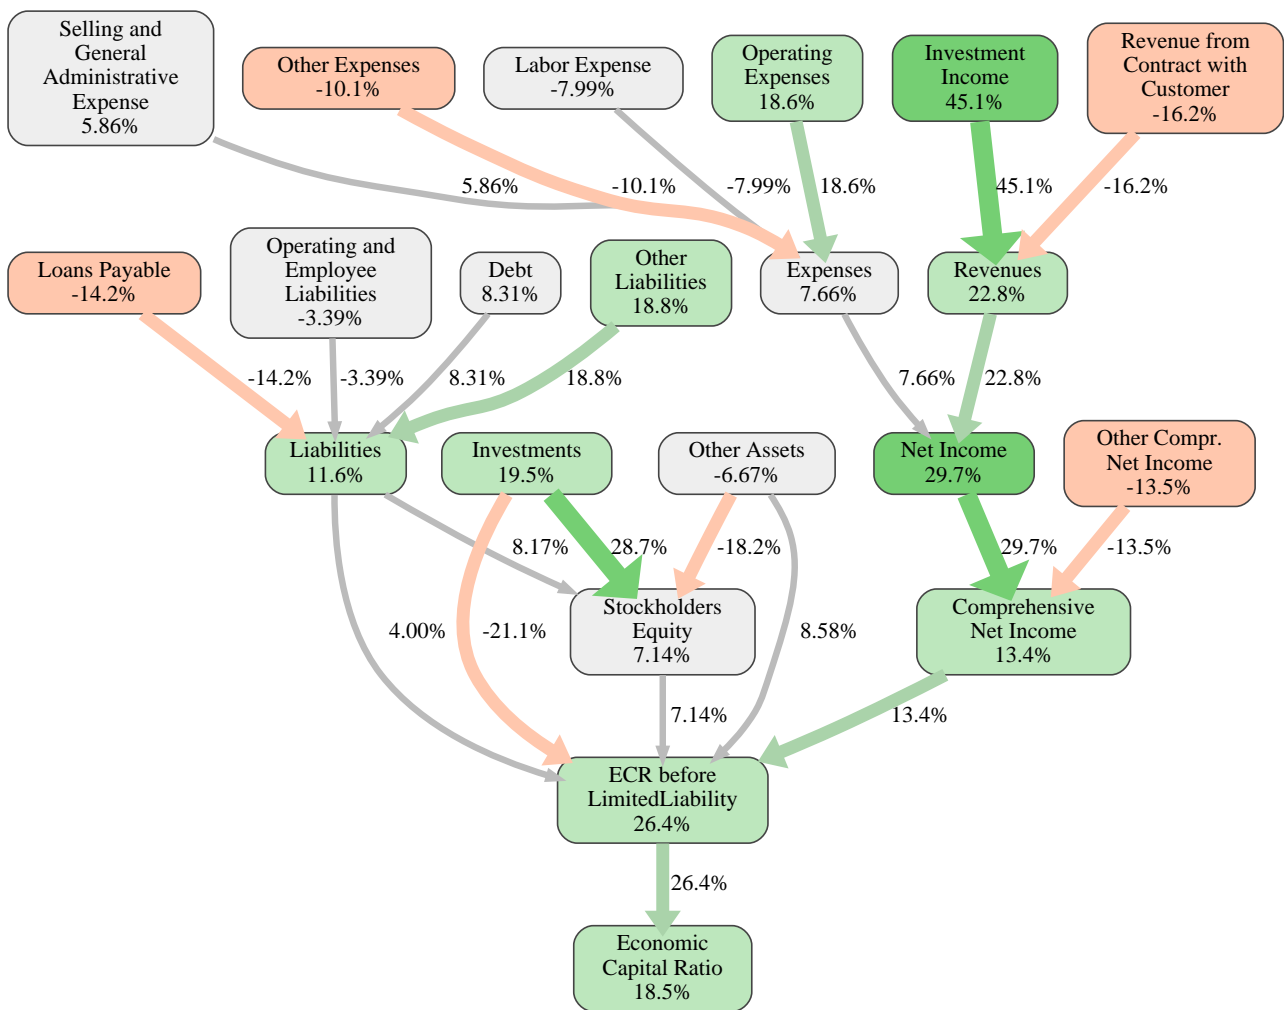 Selling and
General
Administrative
Expense
5.86%
Other Expenses
-10.1%
Labor Expense
-7.99%
Operating
Expenses
18.6%
Investment
Income
45.1%
Revenue from
Contract with
Customer
-16.2%
5.86%
-10.1%
-7.99%
18.6%
45.1%
-16.2%
Loans Payable
-14.2%
Operating and
Employee
Liabilities
-3.39%
Debt
8.31%
Other
Liabilities
18.8%
Expenses
7.66%
Revenues
22.8%
-14.2%
-3.39%
8.31%
18.8%
7.66%
22.8%
Liabilities
11.6%
Investments
19.5%
Other Assets
-6.67%
Net Income
29.7%
Other Compr.
Net Income
-13.5%
8.17%
28.7%
-18.2%
29.7%
-13.5%
4.00%
-21.1%
Stockholders
Equity
7.14%
8.58%
Comprehensive
Net Income
13.4%
7.14%
13.4%
ECR before
LimitedLiability
26.4%
26.4%
Economic
Capital Ratio
18.5%